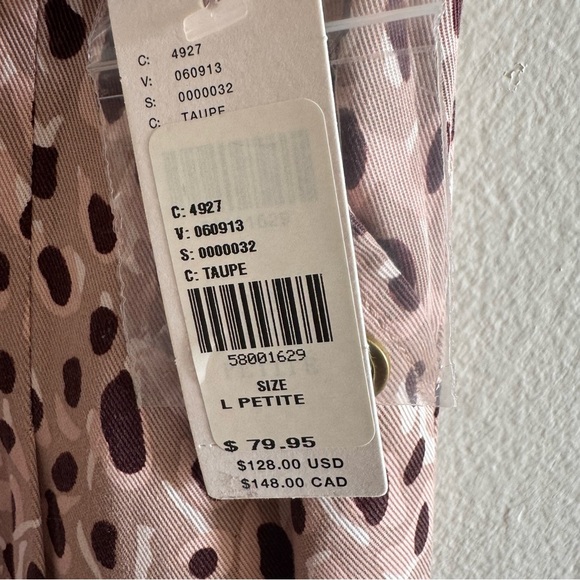 C: 4927
V: 060913
S: 0000032
C: TAUPE
C: 4927
V: 060913
S: 0000032
C: TAUPE
58001629
SIZE
L PETITE
$ 79.95
$128.00 USD
$148.00 CAD